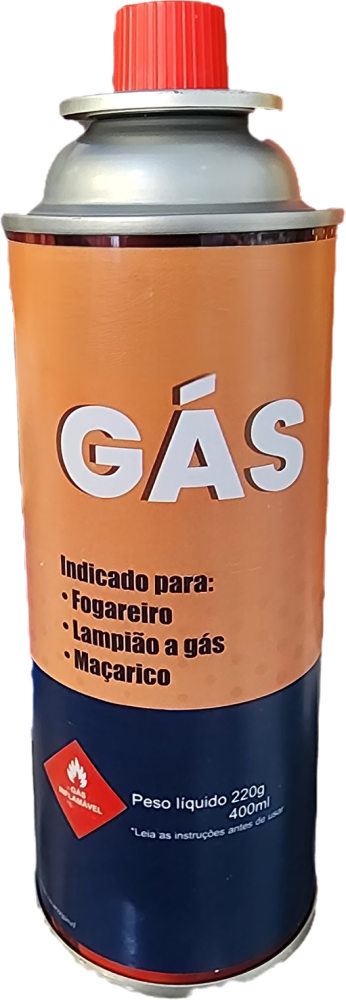 GÁS
Indicado para:
• Fogareiro
• Lampião a gás
• Maçarico
GÁS
INFLAMÁVEL
Peso líquido 220g
400ml
*Leia as instruções antes de usar